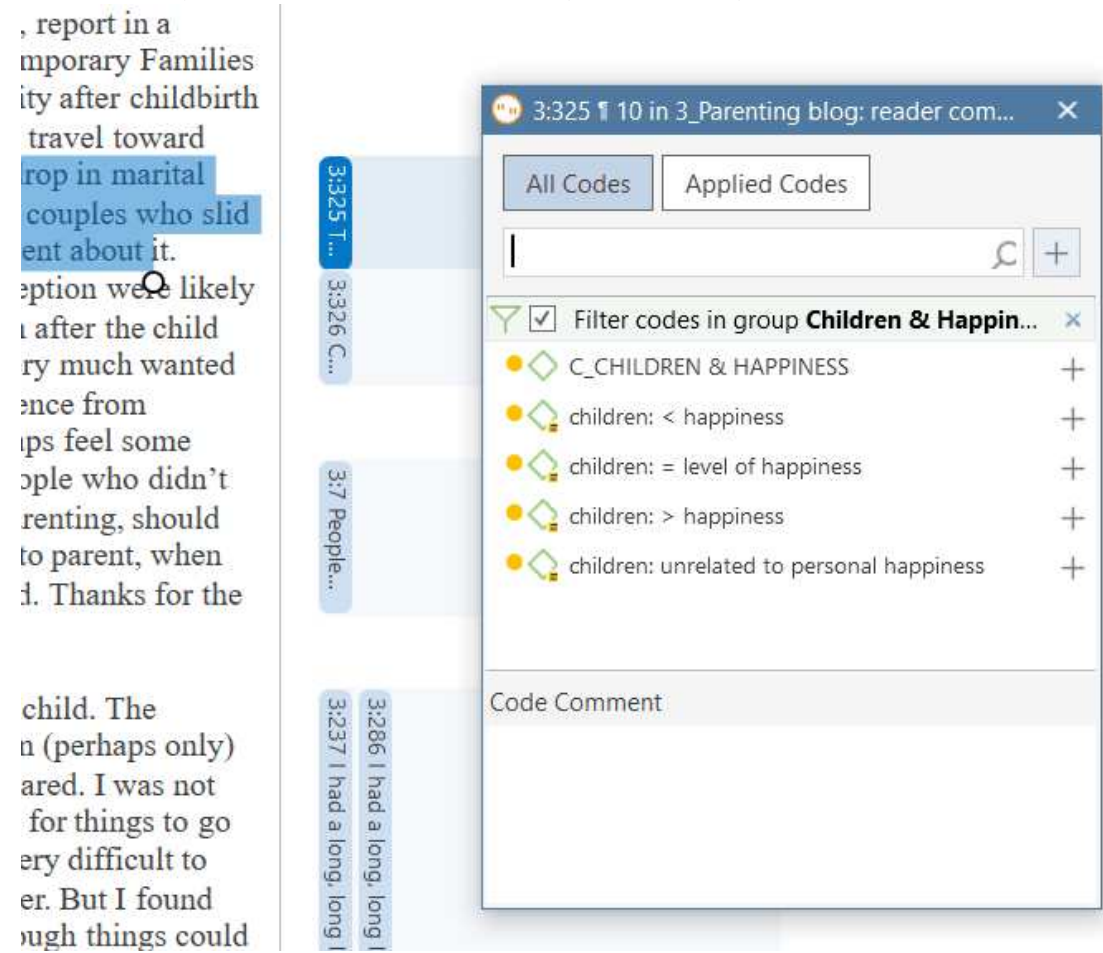 , report in a
mporary Families
ity after childbirth
travel toward
rop in marital
couples who slid
ent about it.
eption were likely
n after the child
ry much wanted
ence from
aps feel some
ople who didn't
renting, should
to parent, when
d. Thanks for the
child. The
n (perhaps only)
ared. I was not
for things to go
ery difficult to
er. But I found
ough things could
3:325 T...
3:326 C...
3:7 People...
3:237 I had a long, long l
3:286 I had a long, long l
3:325 ¶ 10 in 3_Parenting blog: reader com...
All Codes
Applied Codes
Filter codes in group Children & Happin...
C_CHILDREN & HAPPINESS
children: < happiness
children: = level of happiness
children: > happiness
children: unrelated to personal happiness
Code Comment